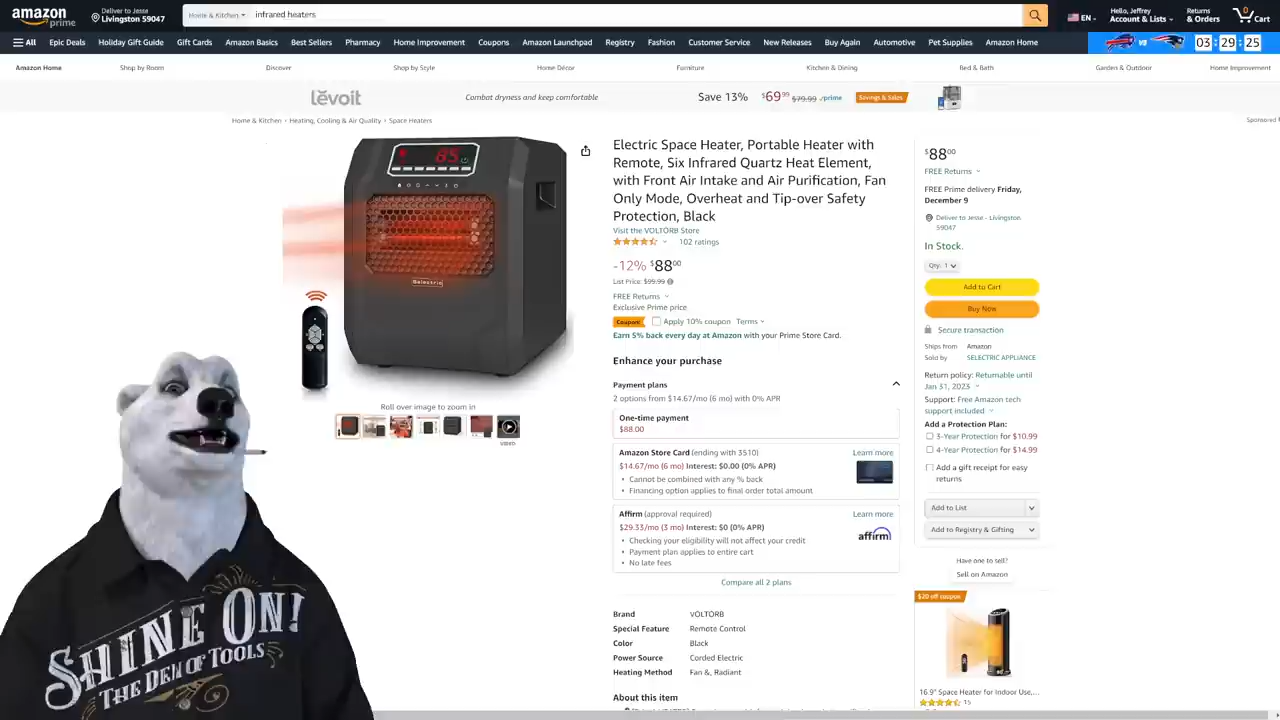 amazon
prime
Deliver to Jesse
Livingston 59047
Home & Kitchen
infrared heaters
EN
Hello, Jeffrey
Account & Lists
Returns
& Orders
0
Cart
All
Epic Deals
Holiday Gift Guide
Gift Cards
Amazon Basics
Best Sellers
Pharmacy
Home Improvement
Coupons
Amazon Launchpad
Registry
Fashion
Customer Service
New Releases
Buy Again
Automotive
Pet Supplies
Amazon Home
VS
03:29:25
Amazon Home
Shop by Room
Discover
Shop by Style
Home Décor
Furniture
Kitchen & Dining
Bed & Bath
Garden & Outdoor
Home Improvement
levoit
Combat dryness and keep comfortable
Save 13%
$69.99 $79.99 prime
Savings & Sales
Home & Kitchen › Heating, Cooling & Air Quality › Space Heaters
Sponsored
85
Selectric
Roll over image to zoom in
VIDEO
Electric Space Heater, Portable Heater with
Remote, Six Infrared Quartz Heat Element,
with Front Air Intake and Air Purification, Fan
Only Mode, Overheat and Tip-over Safety
Protection, Black
Visit the VOLTORB Store
102 ratings
-12% $88.00
List Price: $99.99
FREE Returns
Exclusive Prime price
Coupon: Apply 10% coupon Terms
Earn 5% back every day at Amazon with your Prime Store Card.
Enhance your purchase
Payment plans
2 options from $14.67/mo (6 mo) with 0% APR
One-time payment
$88.00
Amazon Store Card (ending with 3510)
Learn more
$14.67/mo (6 mo) Interest: $0.00 (0% APR)
• Cannot be combined with any % back
• Financing option applies to final order total amount
Affirm (approval required)
Learn more
$29.33/mo (3 mo) Interest: $0 (0% APR)
affirm
• Checking your eligibility will not affect your credit
• Payment plan applies to entire cart
• No late fees
Compare all 2 plans
Brand VOLTORB
Special Feature Remote Control
Color Black
Power Source Corded Electric
Heating Method Fan &, Radiant
About this item
$88.00
FREE Returns
FREE Prime delivery Friday,
December 9
Deliver to Jesse - Livingston
59047
In Stock.
Qty: 1
Add to Cart
Buy Now
Secure transaction
Ships from Amazon
Sold by SELECTRIC APPLIANCE
Return policy: Returnable until
Jan 31, 2023
Support: Free Amazon tech
support included
Add a Protection Plan:
3-Year Protection for $10.99
4-Year Protection for $14.99
Add a gift receipt for easy
returns
Add to List
Add to Registry & Gifting
Have one to sell?
Sell on Amazon
$20 off coupon
16.9" Space Heater for Indoor Use,...
15
SHINE ON!
THE DEN OF TOOLS